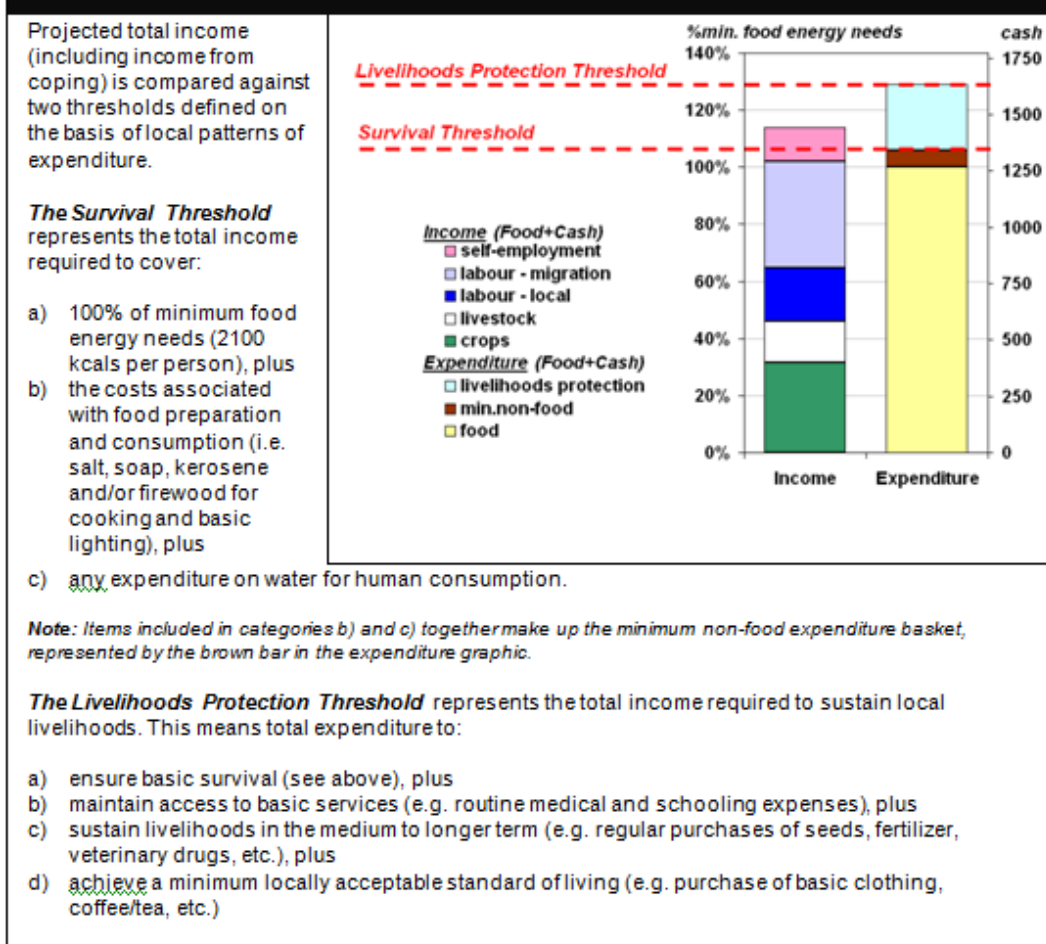 Projected total income
(including income from
coping) is compared against
two thresholds defined on
the basis of local patterns of
expenditure.
The Survival Threshold
represents the total income
required to cover:
a) 100% of minimum food
energy needs (2100
kcals per person), plus
b) the costs associated
with food preparation
and consumption (i.e.
salt, soap, kerosene
and/or firewood for
cooking and basic
lighting), plus
%min. food energy needs
cash
140%
120%
100%
80%
60%
40%
20%
0%
1750
1500
1250
1000
750
500
250
0
Livelihoods Protection Threshold
Survival Threshold
Income (Food+Cash)
self-employment
labour - migration
labour - local
livestock
crops
Expenditure (Food+Cash)
livelihoods protection
min.non-food
food
Income
Expenditure
c) any expenditure on water for human consumption.
Note: Items included in categories b) and c) together make up the minimum non-food expenditure basket,
represented by the brown bar in the expenditure graphic.
The Livelihoods Protection Threshold represents the total income required to sustain local
livelihoods. This means total expenditure to:
a) ensure basic survival (see above), plus
b) maintain access to basic services (e.g. routine medical and schooling expenses), plus
c) sustain livelihoods in the medium to longer term (e.g. regular purchases of seeds, fertilizer,
veterinary drugs, etc.), plus
d) achieve a minimum locally acceptable standard of living (e.g. purchase of basic clothing,
coffee/tea, etc.)